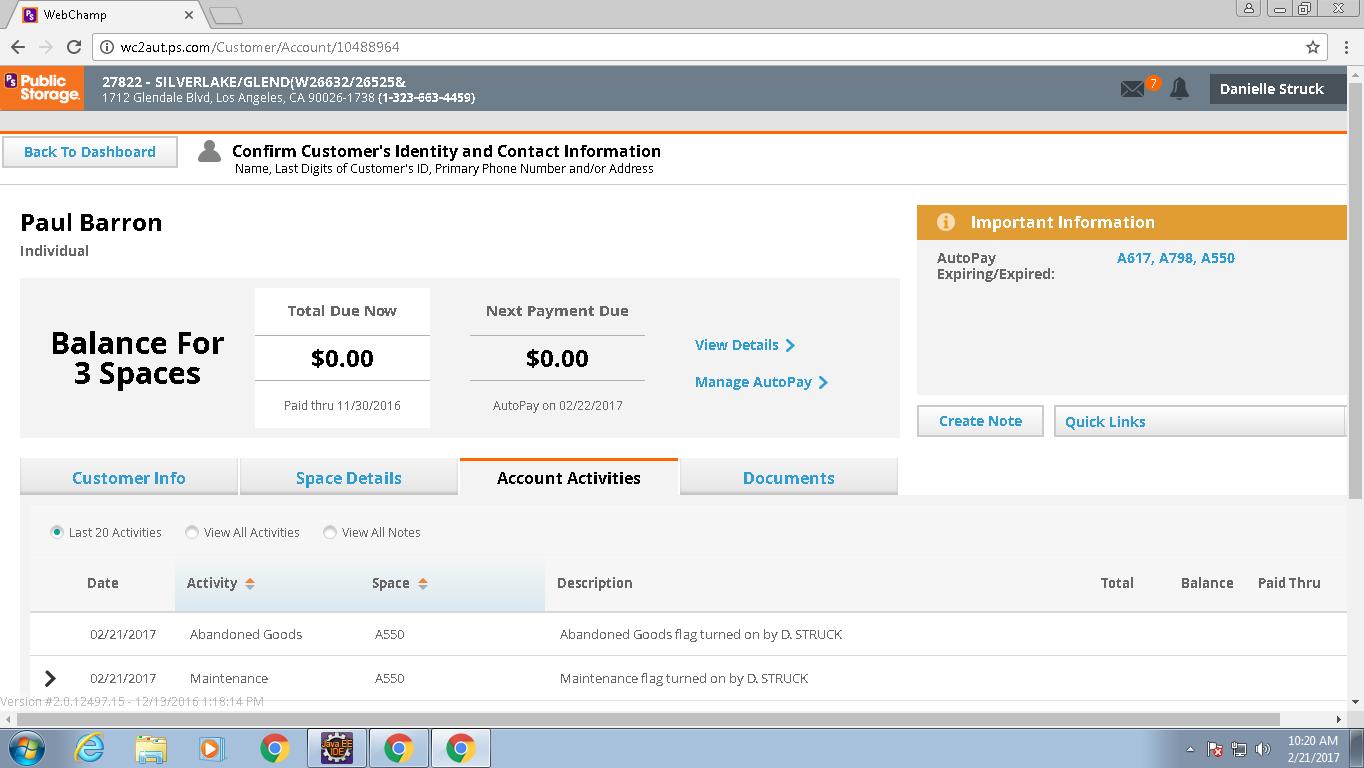 WebChamp
wc2aut.ps.com/Customer/Account/10488964
Public Storage.
27822 - SILVERLAKE/GLEND(W26632/26525&
1712 Glendale Blvd, Los Angeles, CA 90026-1738 (1-323-663-4459)
7
Danielle Struck
Back To Dashboard
Confirm Customer's Identity and Contact Information
Name, Last Digits of Customer's ID, Primary Phone Number and/or Address
Paul Barron
Individual
Balance For
3 Spaces
Total Due Now
$0.00
Paid thru 11/30/2016
Next Payment Due
$0.00
AutoPay on 02/22/2017
View Details
Manage AutoPay
Important Information
AutoPay
Expiring/Expired:
A617, A798, A550
Create Note
Quick Links
Customer Info
Space Details
Account Activities
Documents
Last 20 Activities
View All Activities
View All Notes
Date Activity Space Description Total Balance Paid Thru
02/21/2017 Abandoned Goods A550 Abandoned Goods flag turned on by D. STRUCK
02/21/2017 Maintenance A550 Maintenance flag turned on by D. STRUCK
Version #2.0.12497.15 - 12/13/2016 1:18:14 PM
Java EE
IDE
10:20 AM
2/21/2017